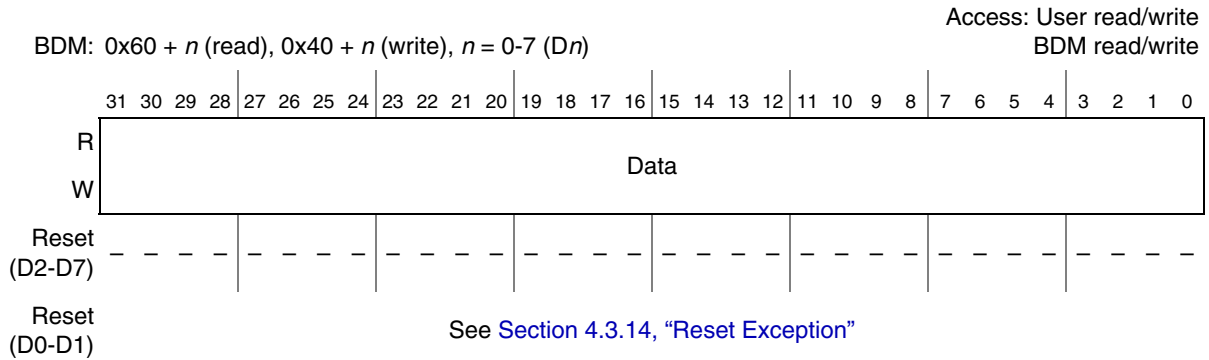 Access: User read/write
BDM: 0x60 + n (read), 0x40 + n (write), n = 0-7 (Dn) BDM read/write
31 30 29 28 27 26 25 24 23 22 21 20 19 18 17 16 15 14 13 12 11 10 9 8 7 6 5 4 3 2 1 0
R
Data
W
Reset
(D2-D7) – – – – – – – – – – – – – – – – – – – – – – – – – – – – – – – –
Reset
(D0-D1) See Section 4.3.14, “Reset Exception”